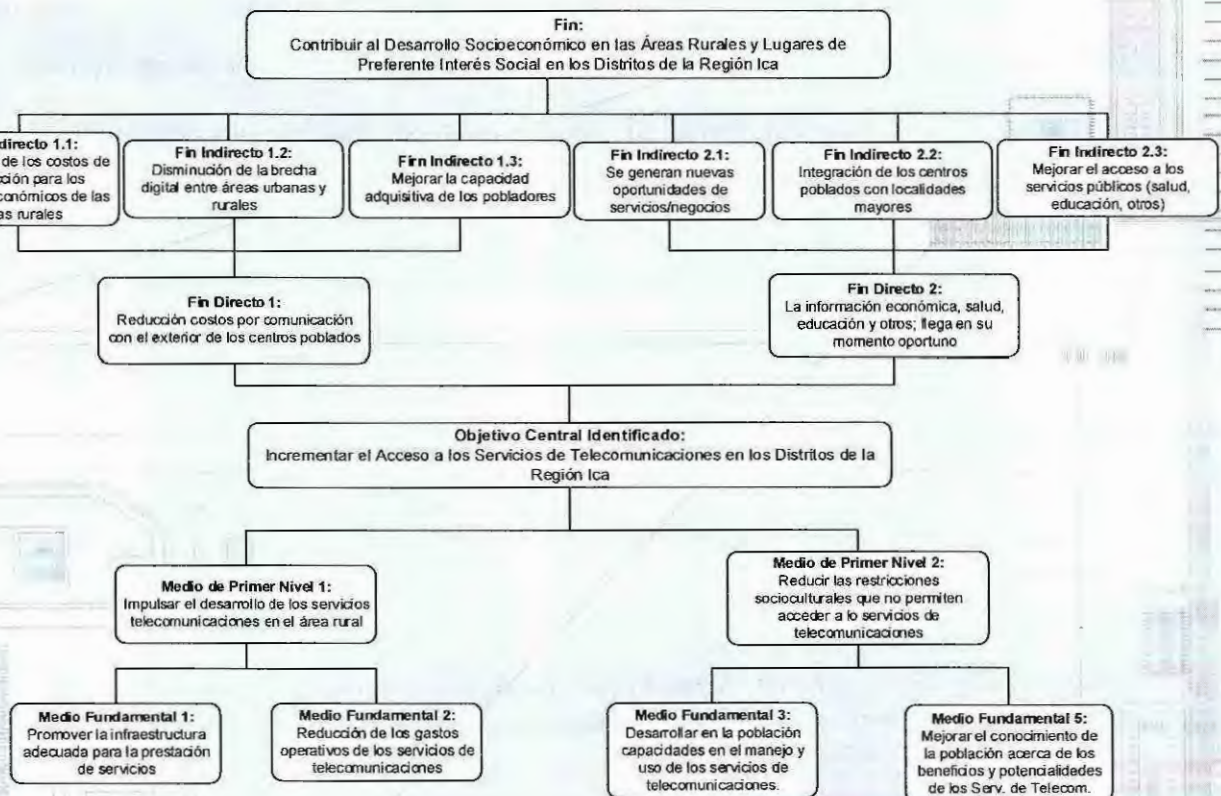 Fin:
Contribuir al Desarrollo Socioeconómico en las Áreas Rurales y Lugares de
Preferente Interés Social en los Distritos de la Región Ica
directo 1.1:
de los costos de
ción para los
conómicos de las
as rurales
Fin Indirecto 1.2:
Disminución de la brecha
digital entre áreas urbanas y
rurales
Firn Indirecto 1.3:
Mejorar la capacidad
adquisitiva de los pobladores
Fin Indirecto 2.1:
Se generan nuevas
oportunidades de
servicios/negocios
Fin Indirecto 2.2:
Integración de los centros
poblados con localidades
mayores
Fin Indirecto 2.3:
Mejorar el acceso a los
servicios públicos (salud,
educación, otros)
Fin Directo 1:
Reducción costos por comunicación
con el exterior de los centros poblados
Fin Directo 2:
La información económica, salud,
educación y otros; llega en su
momento oportuno
Objetivo Central Identificado:
Incrementar el Acceso a los Servicios de Telecomunicaciones en los Distritos de la
Región Ica
Medio de Primer Nivel 1:
Impulsar el desarrollo de los servicios
telecomunicaciones en el área rural
Medio de Primer Nivel 2:
Reducir las restricciones
socioculturales que no permiten
acceder a lo servicios de
telecomunicaciones
Medio Fundamental 1:
Promover la infraestructura
adecuada para la prestación
de servicios
Medio Fundamental 2:
Reducción de los gastos
operativos de los servicios de
telecomunicaciones
Medio Fundamental 3:
Desarrollar en la población
capacidades en el manejo y
uso de los servicios de
telecomunicaciones.
Medio Fundamental 5:
Mejorar el conocimiento de
la población acerca de los
beneficios y potencialidades
de los Serv. de Telecom.